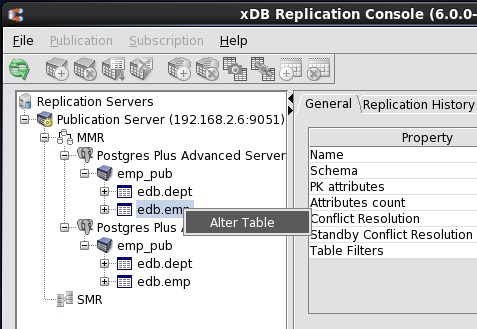 xDB Replication Console (6.0.0-
File Publication Subscription Help
Replication Servers
Publication Server (192.168.2.6:9051)
MMR
Postgres Plus Advanced Server
emp_pub
edb.dept
edb.emp
Alter Table
Postgres Plus
emp_pub
edb.dept
edb.emp
SMR
General Replication History
Property
Name
Schema
PK attributes
Attributes count
Conflict Resolution
Standby Conflict Resolution
Table Filters